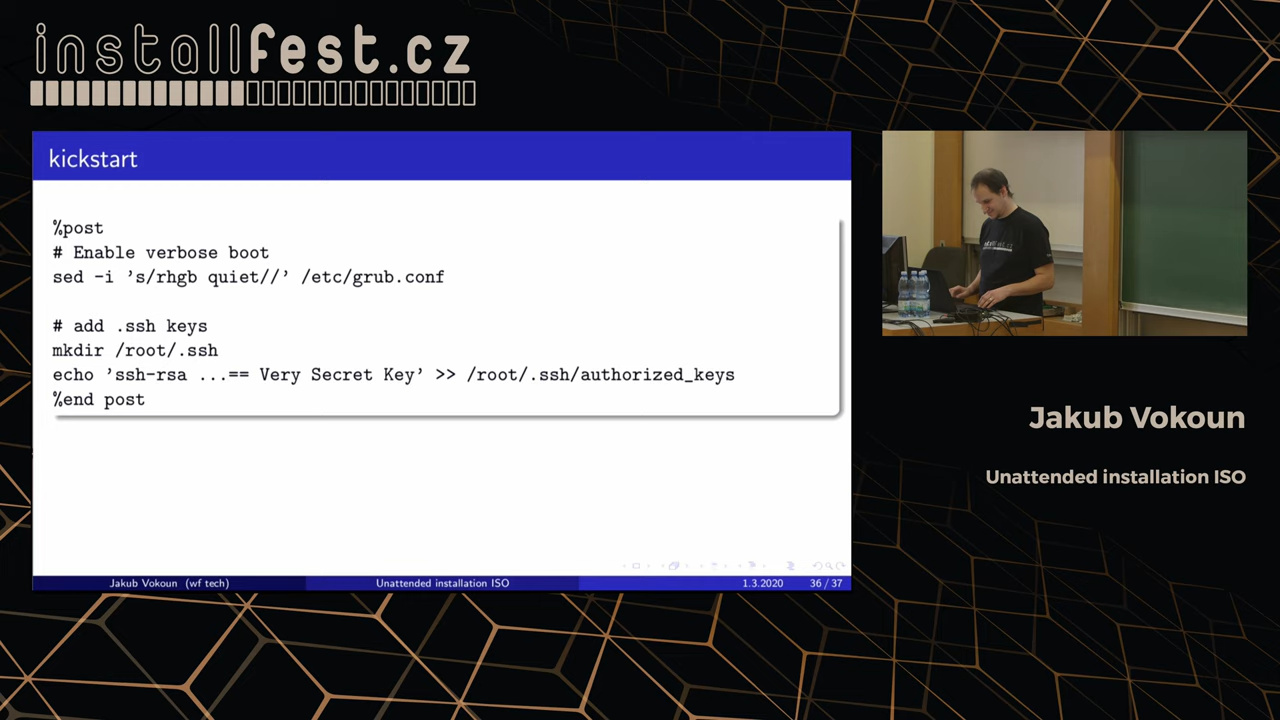 installfest.cz
kickstart
%post
# Enable verbose boot
sed -i 's/rhgb quiet//' /etc/grub.conf
# add .ssh keys
mkdir /root/.ssh
echo 'ssh-rsa ...== Very Secret Key' >> /root/.ssh/authorized_keys
%end post
Jakub Vokoun (wf tech) Unattended installation ISO 1.3.2020 36 / 37
Jakub Vokoun
Unattended installation ISO